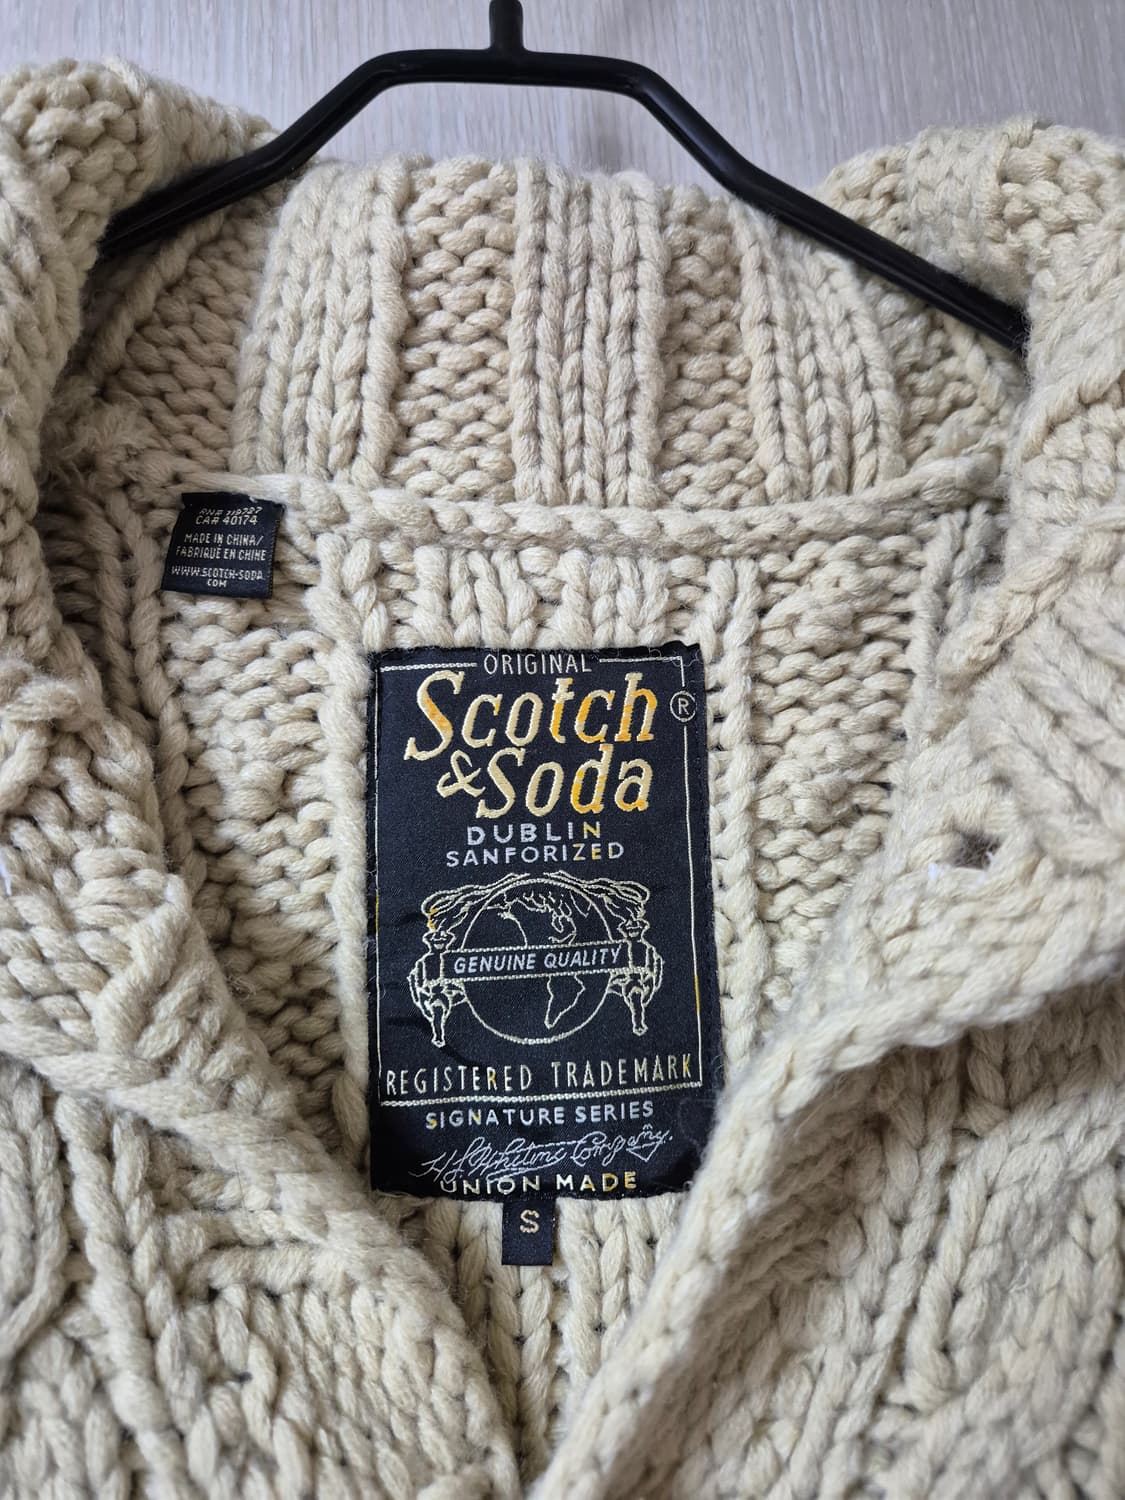 CA# 40174
MADE IN CHINA/
FABRIQUÉ EN CHINE
WWW.SCOTCH-SODA.
COM
ORIGINAL
Scotch ®
& Soda
DUBLIN
SANFORIZED
GENUINE QUALITY
REGISTERED TRADEMARK
SIGNATURE SERIES
Company.
UNION MADE
S